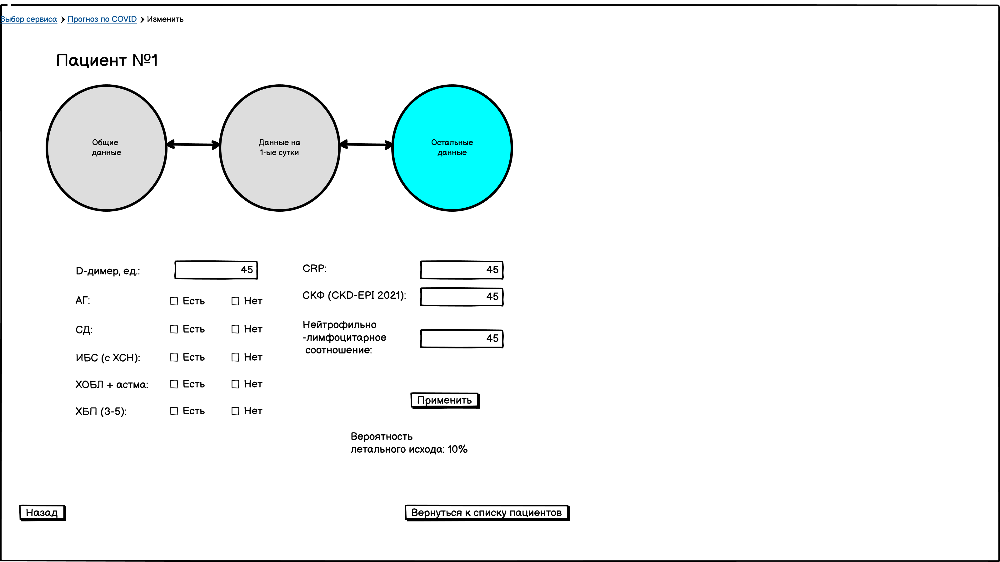 Выбор сервиса > Прогноз по COVID > Изменить
Пациент №1
Общие
данные
Данные на
1-ые сутки
Остальные
данные
D-димер, ед.: 45
АГ: Есть Нет
СД: Есть Нет
ИБС (с ХСН): Есть Нет
ХОБЛ + астма: Есть Нет
ХБП (3-5): Есть Нет
CRP: 45
СКФ (CKD-EPI 2021): 45
Нейтрофильно
-лимфоцитарное
соотношение:
45
Применить
Вероятность
летального исхода: 10%
Назад
Вернуться к списку пациентов